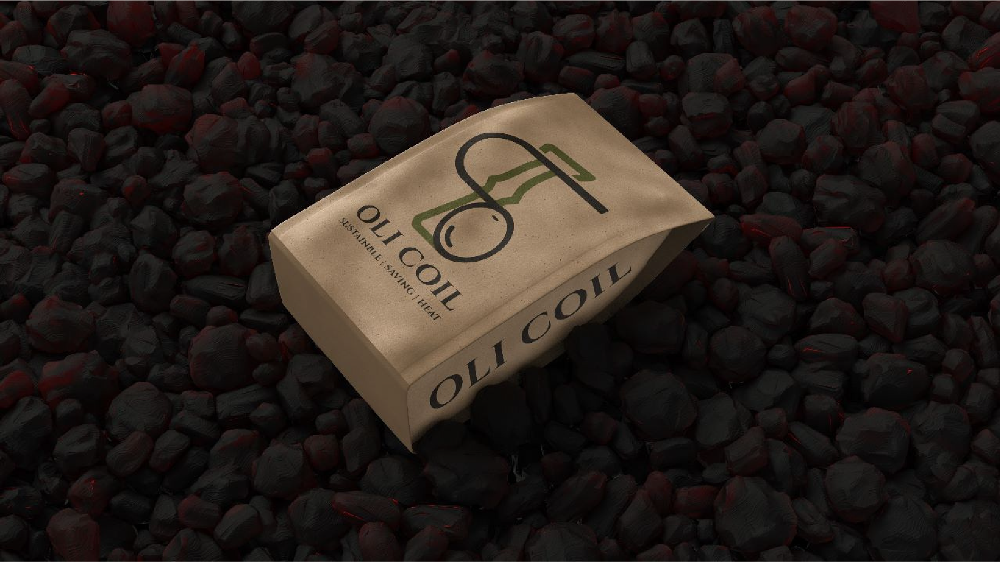 OLI COIL
SUSTAINBLE | SAVING | HEAT
OLI COIL